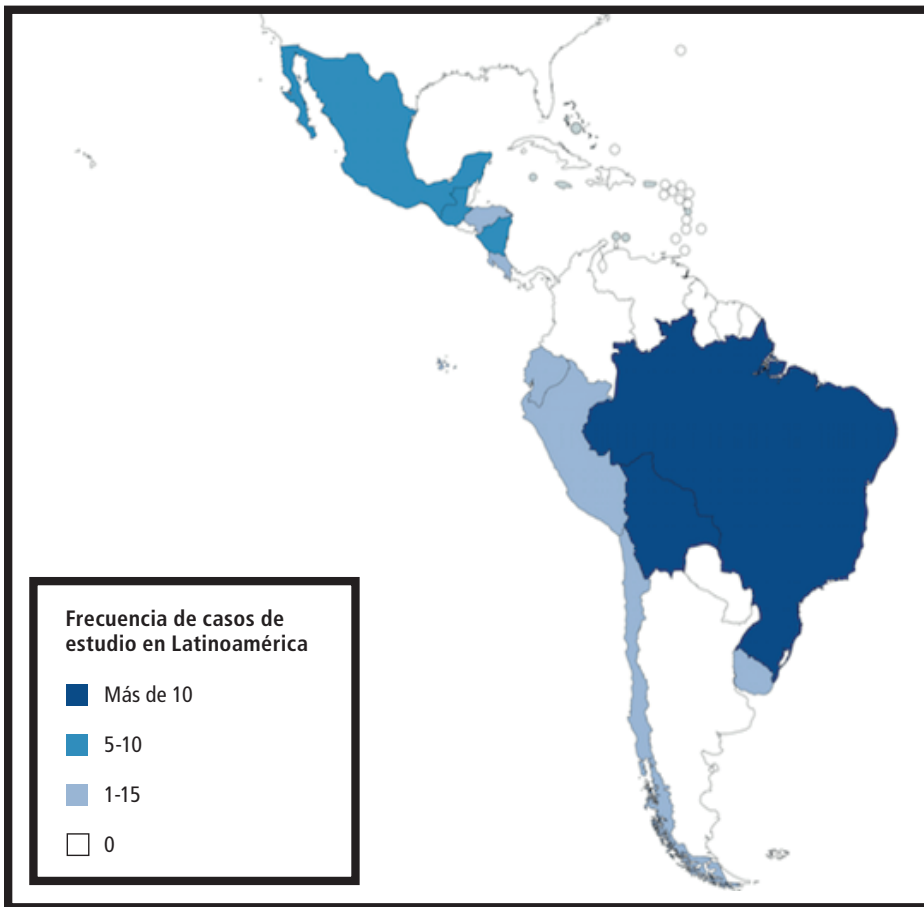 Frecuencia de casos de
estudio en Latinoamérica
Más de 10
5-10
1-15
0